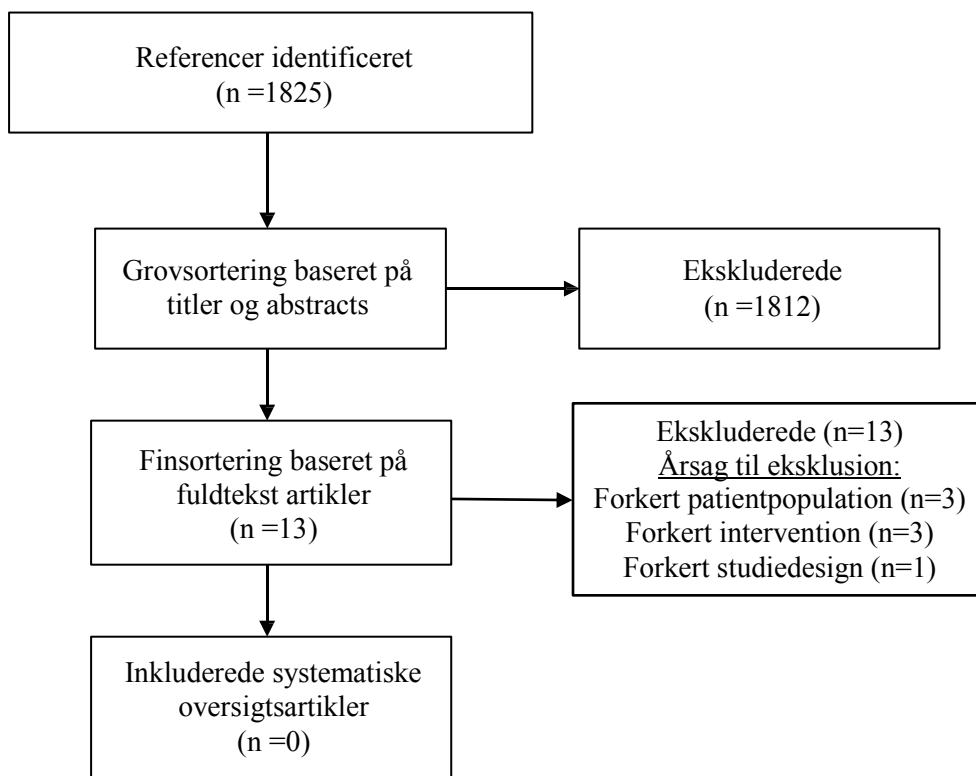 Referencer identificeret
(n =1825)
Grovsortering baseret på
titler og abstracts
Ekskluderede
(n =1812)
Finsortering baseret på
fuldtekst artikler
(n =13)
Ekskluderede (n=13)
Årsag til eksklusion:
Forkert patientpopulation (n=3)
Forkert intervention (n=3)
Forkert studiedesign (n=1)
Inkluderede systematiske
oversigtsartikler
(n =0)